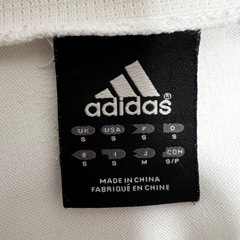 adidas
UK USA F D
S S S S
E I J CDN
S S M S/P
MADE IN CHINA
FABRIQUÉ EN CHINE